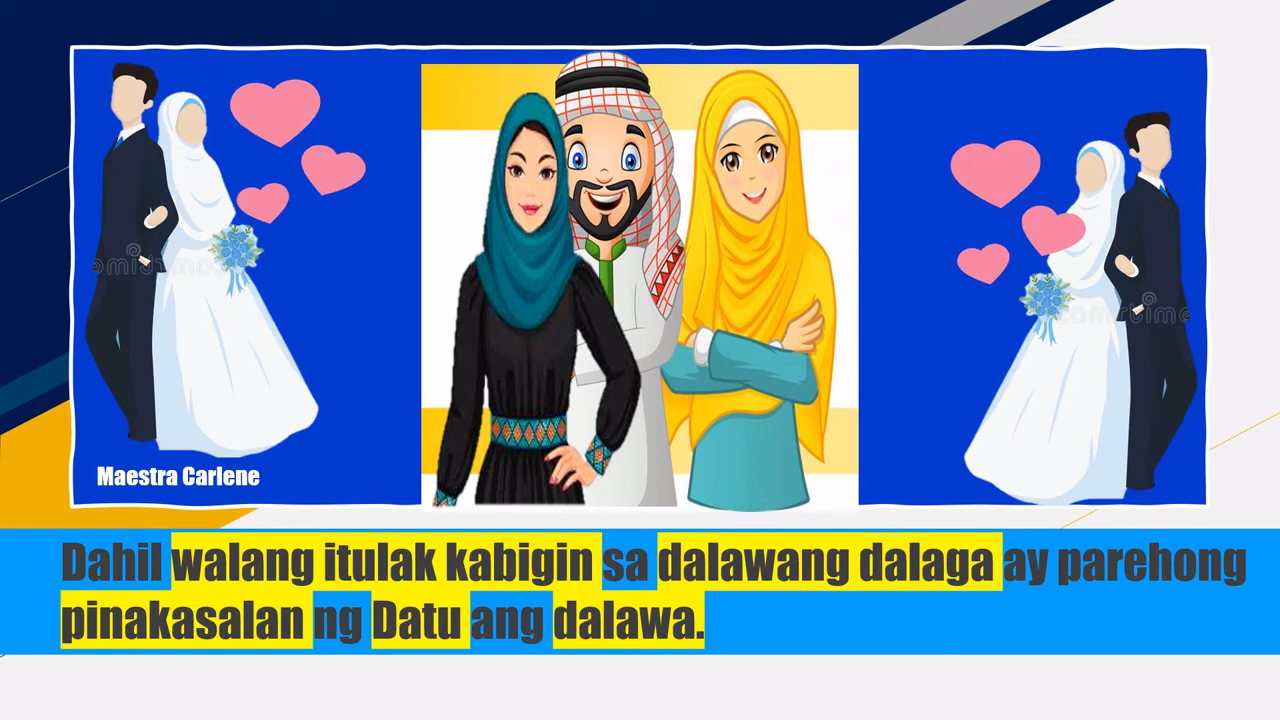 Maestra Carlene
Dahil walang itulak kabigin sa dalawang dalaga ay parehong
pinakasalan ng Datu ang dalawa.